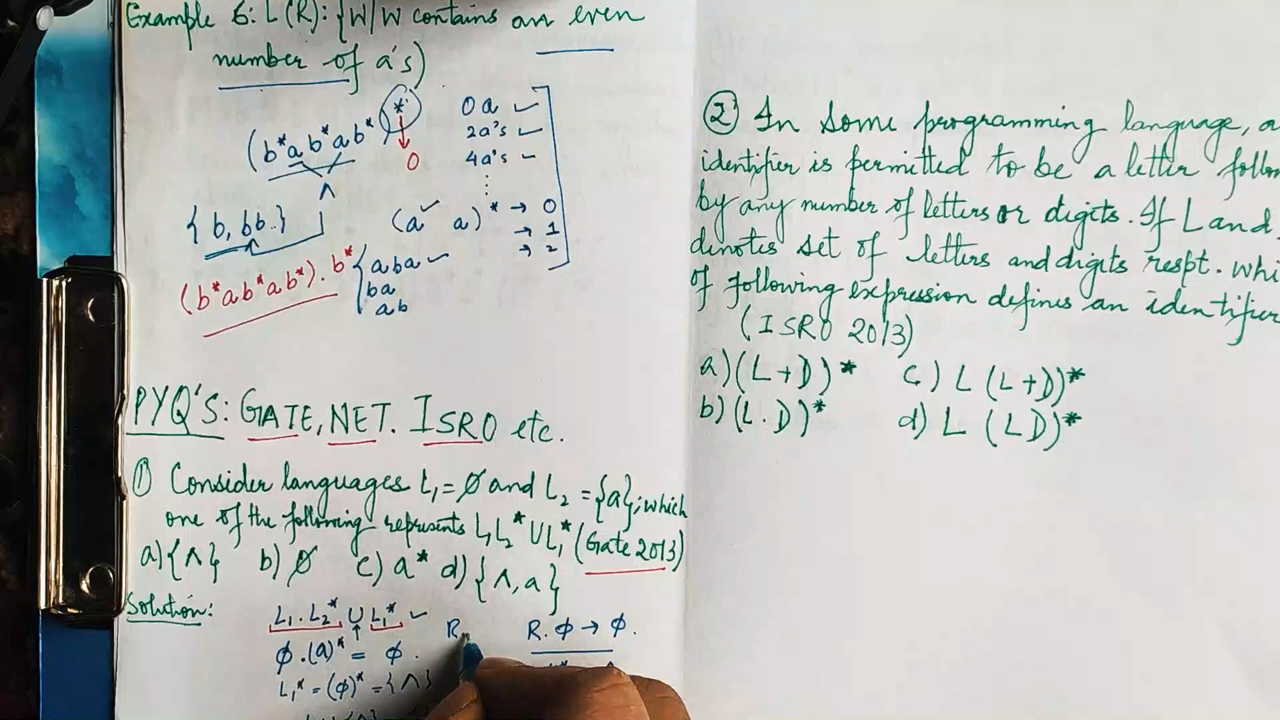 Example 6: L(R): {W/W contains an even
number of a's}
(b*ab*ab*)*
0
{b, bb..}
^
0a ✓
2a's ✓
4a's ✓
⋮
(a a)* → 0
→ 1
→ 2
(b*ab*ab*).b*
{aba ✓
ba
ab
PYQ'S: GATE, NET. ISRO etc.
① Consider languages L₁=∅ and L₂={a}; which
one of the following represents L₁L₂* ∪ L₁* (Gate 2013)
a){^} b) ∅ c) a* d) {^, a}
Solution:
L₁.L₂* ∪ L₁* ✓
R.
R.ϕ → ϕ.
ϕ.(a)* = ϕ.
L₁* = (ϕ)* = {^}
② In some programming language, a
identifier is permitted to be a letter follow
by any number of letters or digits. If L and
denotes set of letters and digits respt. whi
of following expression defines an identifier
(ISRO 2013)
a) (L+D)* c) L (L+D)*
b) (L.D)* d) L (LD)*